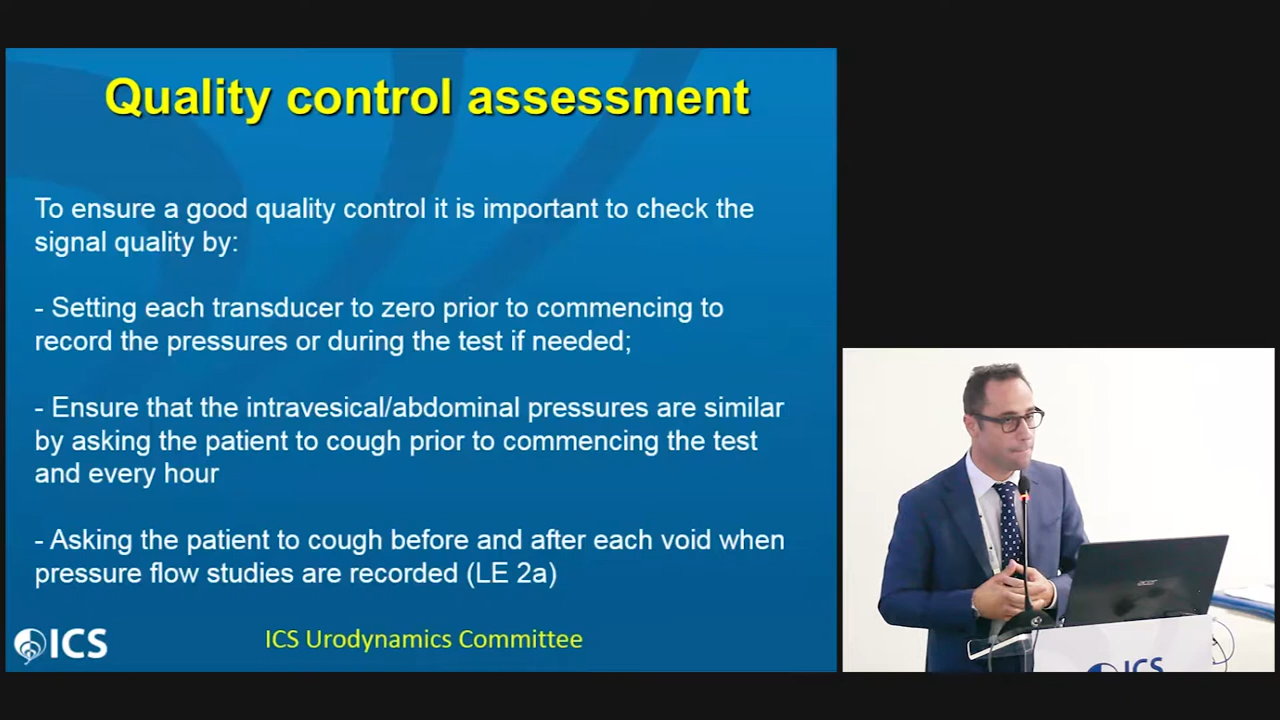 Quality control assessment
To ensure a good quality control it is important to check the
signal quality by:
- Setting each transducer to zero prior to commencing to
record the pressures or during the test if needed;
- Ensure that the intravesical/abdominal pressures are similar
by asking the patient to cough prior to commencing the test
and every hour
- Asking the patient to cough before and after each void when
pressure flow studies are recorded (LE 2a)
ICS
ICS Urodynamics Committee
acer
ICS